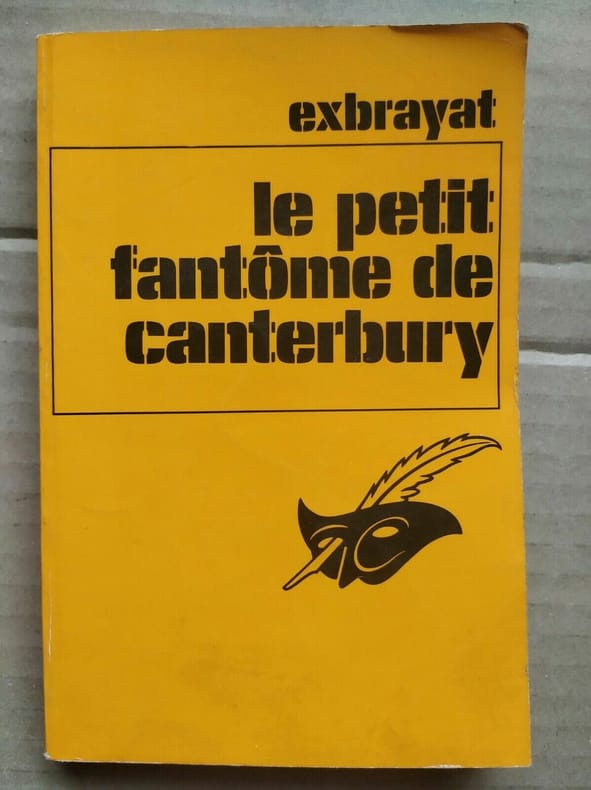 exbrayat
le petit
fantôme de
canterbury